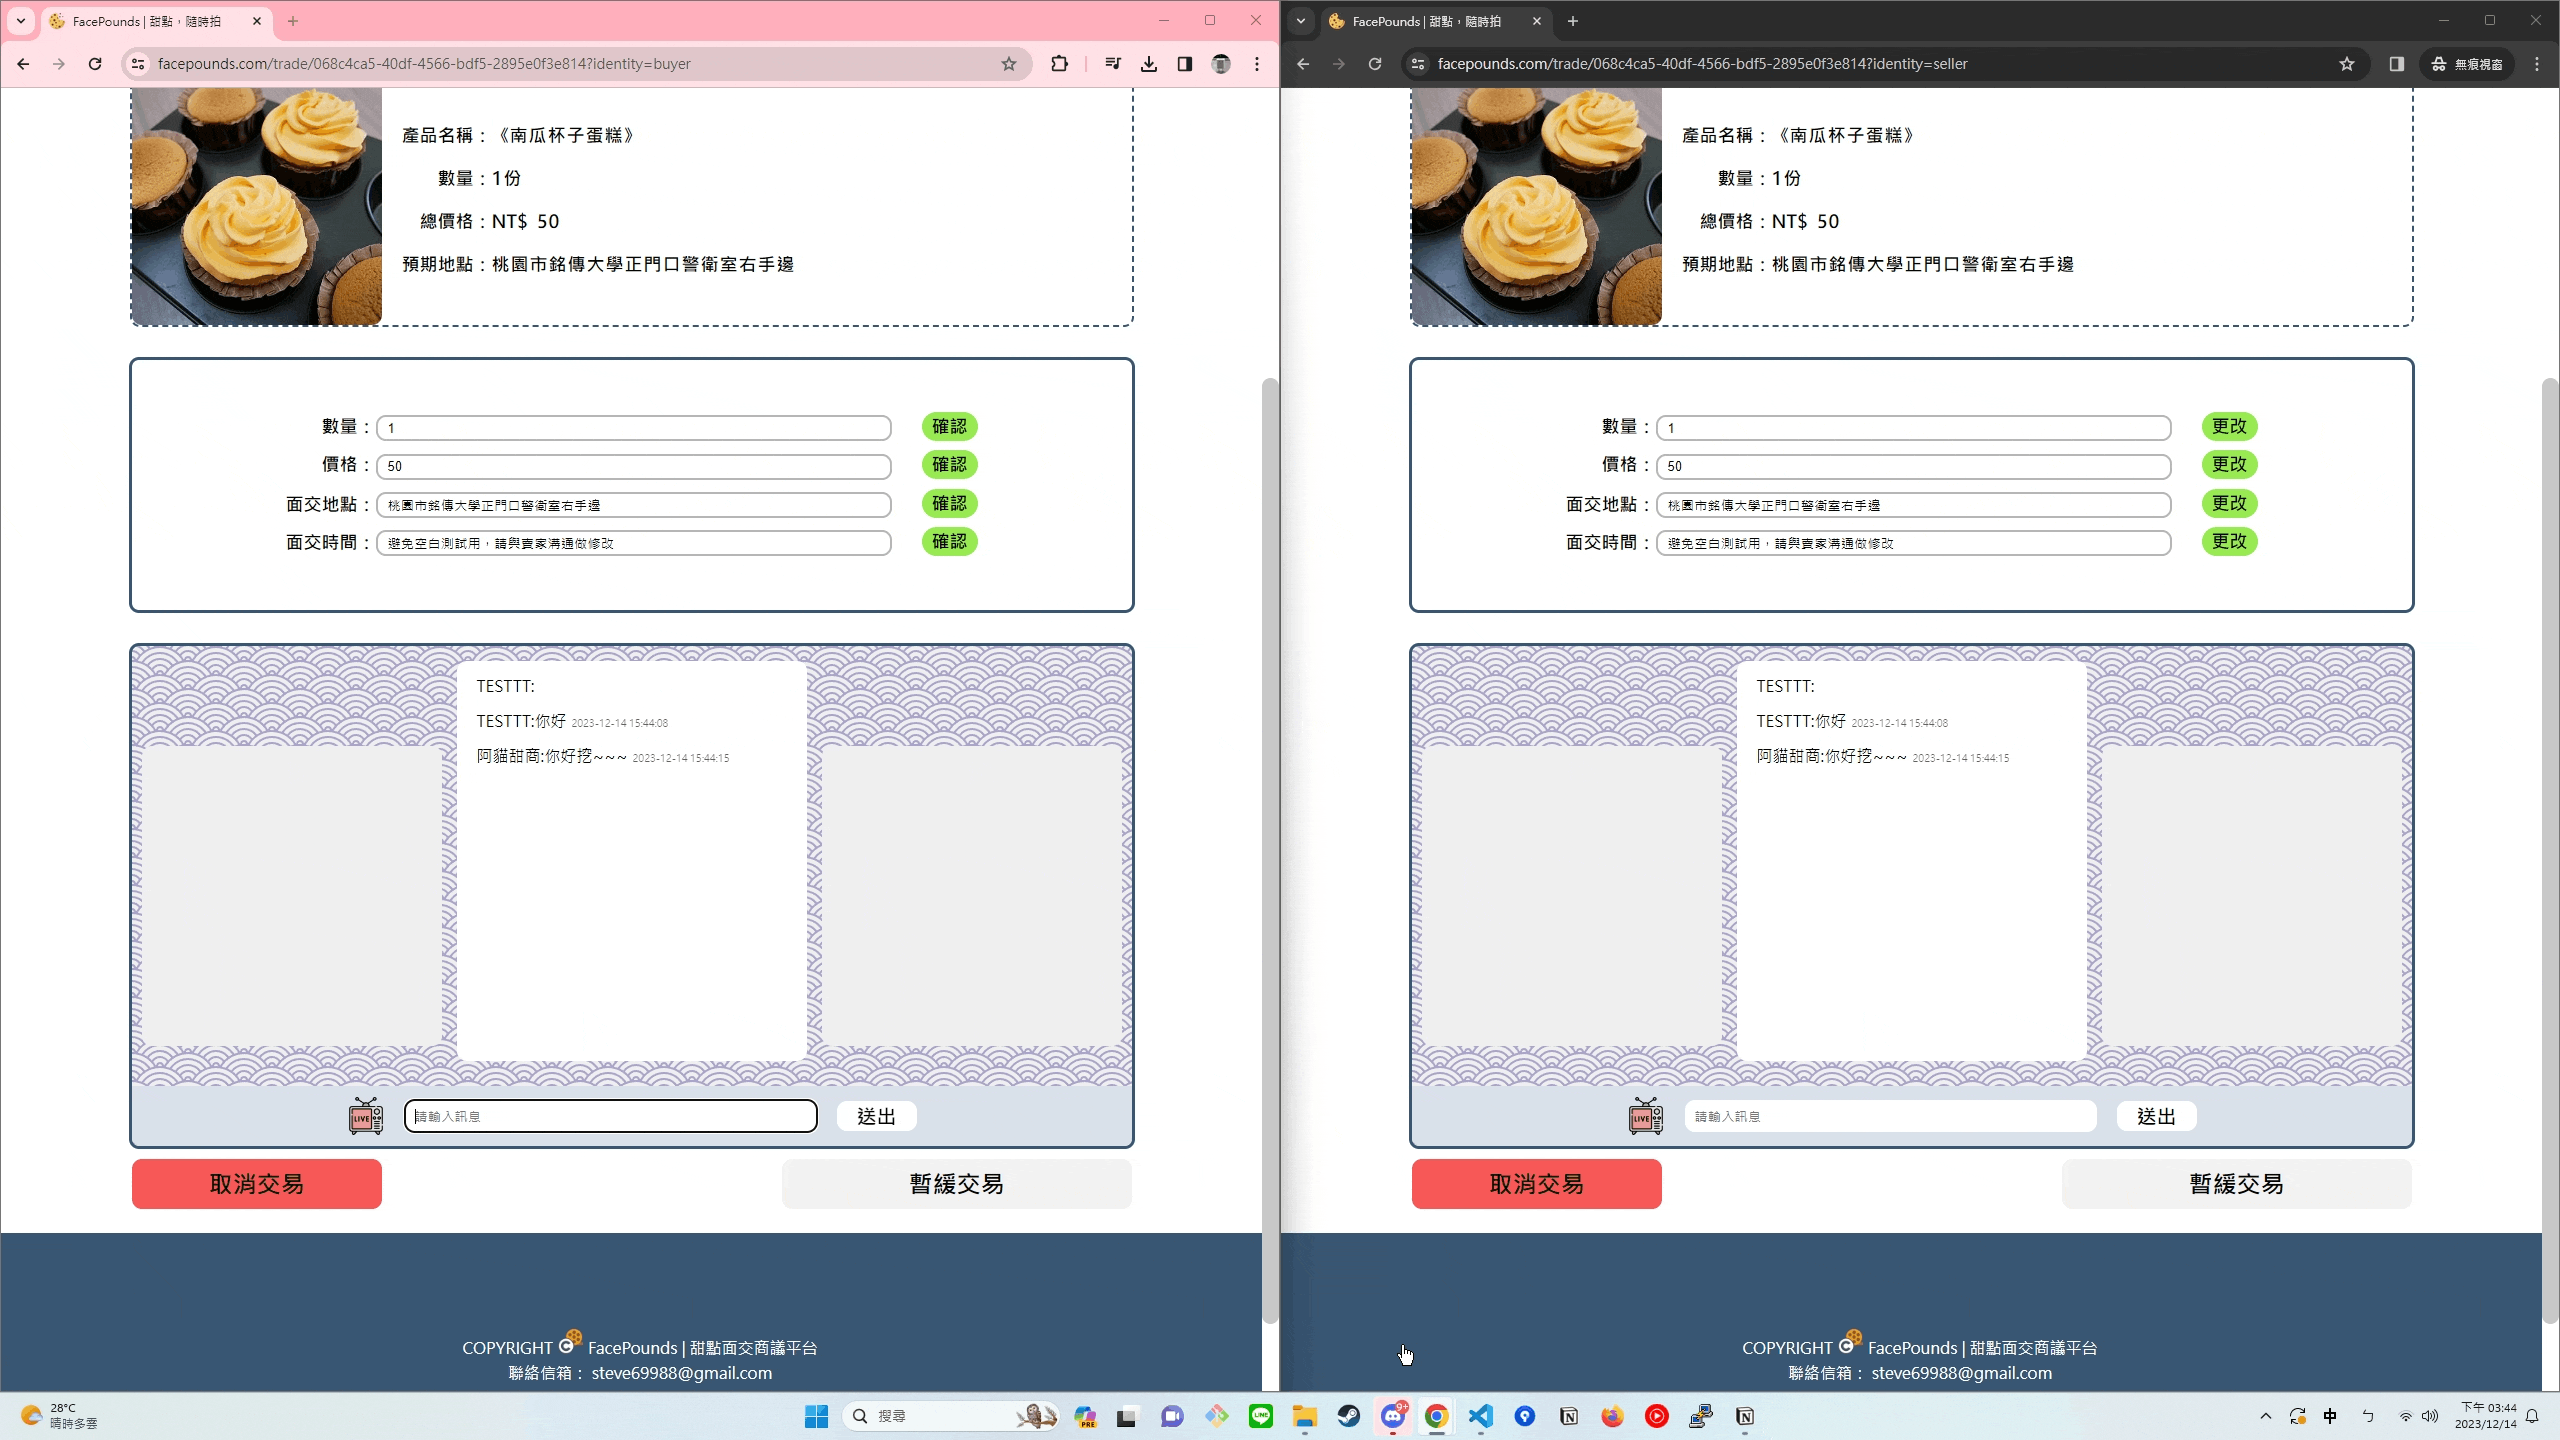 FacePounds | 甜點，隨時拍
facepounds.com/trade/068c4ca5-40df-4566-bdf5-2895e0f3e814?identity=buyer
產品名稱：《南瓜杯子蛋糕》
數量：1份
總價格：NT$ 50
預期地點：桃園市銘傳大學正門口警衛室右手邊
數量： 1 確認
價格： 50 確認
面交地點： 桃園市銘傳大學正門口警衛室右手邊 確認
面交時間： 避免空白測試用，請與賣家溝通做修改 確認
TESTTT:
TESTTT:你好 2023-12-14 15:44:08
阿貓甜商:你好挖~~~ 2023-12-14 15:44:15
LIVE 請輸入訊息 送出
取消交易 暫緩交易
COPYRIGHT © FacePounds | 甜點面交商議平台
聯絡信箱： steve69988@gmail.com
FacePounds | 甜點，隨時拍
facepounds.com/trade/068c4ca5-40df-4566-bdf5-2895e0f3e814?identity=seller 無痕視窗
產品名稱：《南瓜杯子蛋糕》
數量：1份
總價格：NT$ 50
預期地點：桃園市銘傳大學正門口警衛室右手邊
數量： 1 更改
價格： 50 更改
面交地點： 桃園市銘傳大學正門口警衛室右手邊 更改
面交時間： 避免空白測試用，請與賣家溝通做修改 更改
TESTTT:
TESTTT:你好 2023-12-14 15:44:08
阿貓甜商:你好挖~~~ 2023-12-14 15:44:15
LIVE 請輸入訊息 送出
取消交易 暫緩交易
COPYRIGHT © FacePounds | 甜點面交商議平台
聯絡信箱： steve69988@gmail.com
28°C
晴時多雲
搜尋
PRE
LINE
9+
中
ㄅ
下午 03:44
2023/12/14